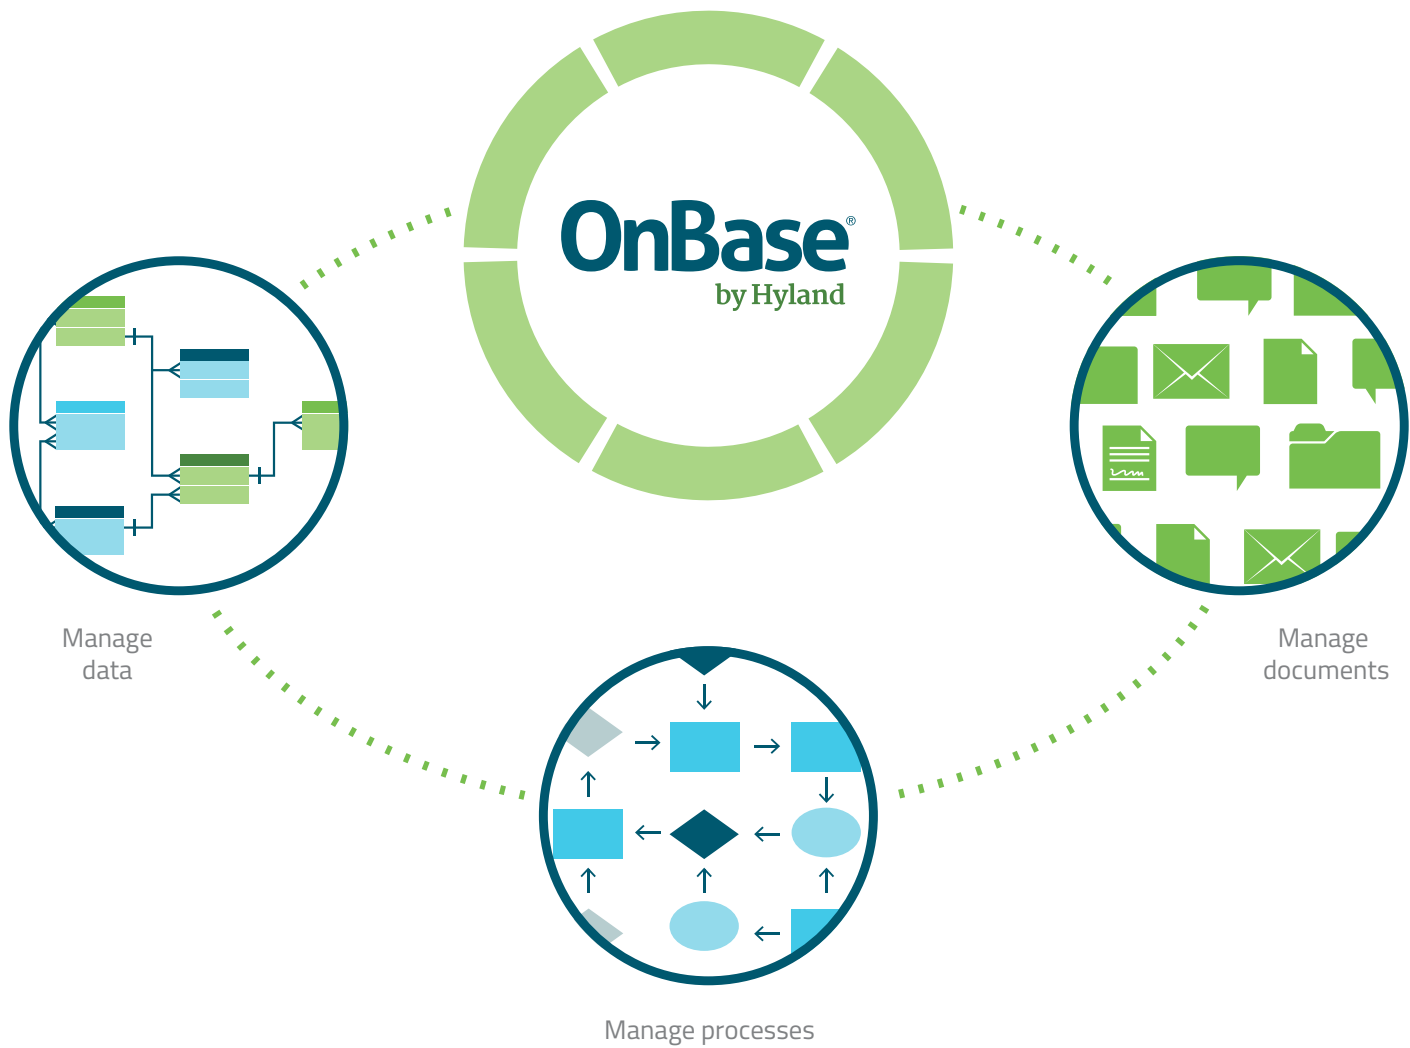 OnBase®
by Hyland
Manage
data
Manage
documents
Manage processes